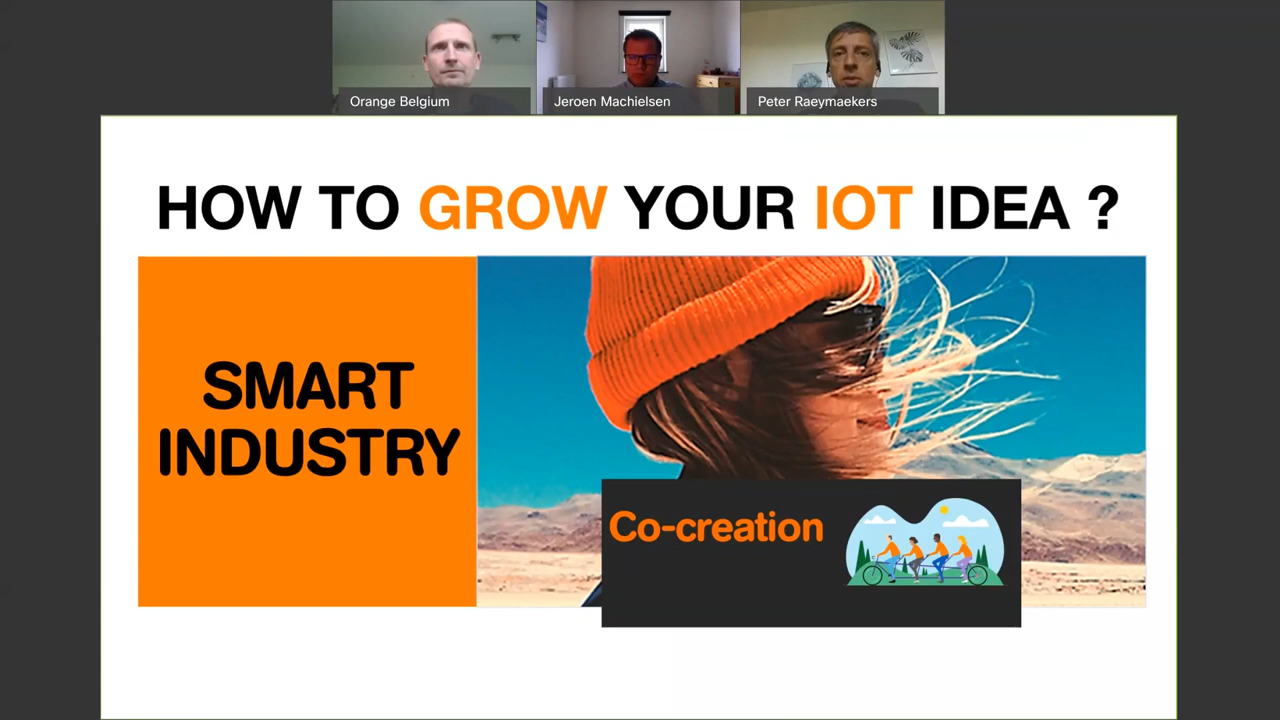 Orange Belgium
Jeroen Machielsen
Peter Raeymaekers
HOW TO GROW YOUR IOT IDEA ?
SMART
INDUSTRY
Co-creation